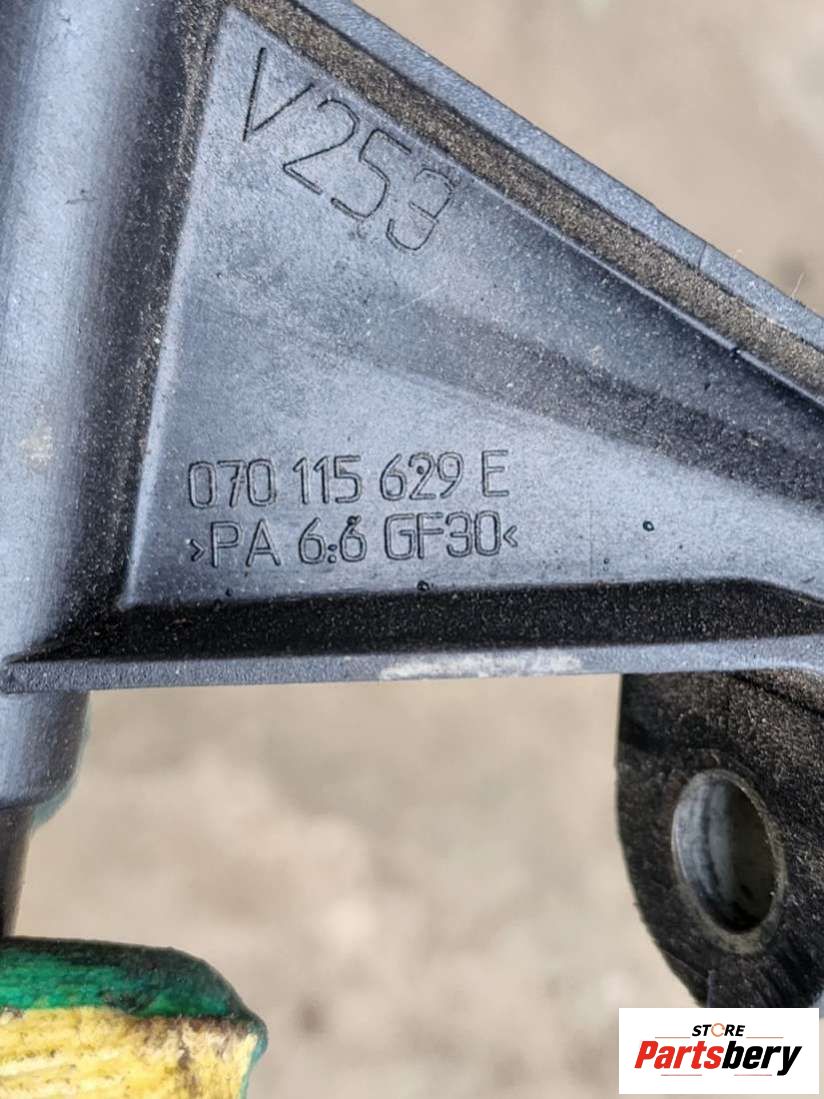 V253
070 115 629 E
>PA 6.6 GF30<
STORE
Partsbery